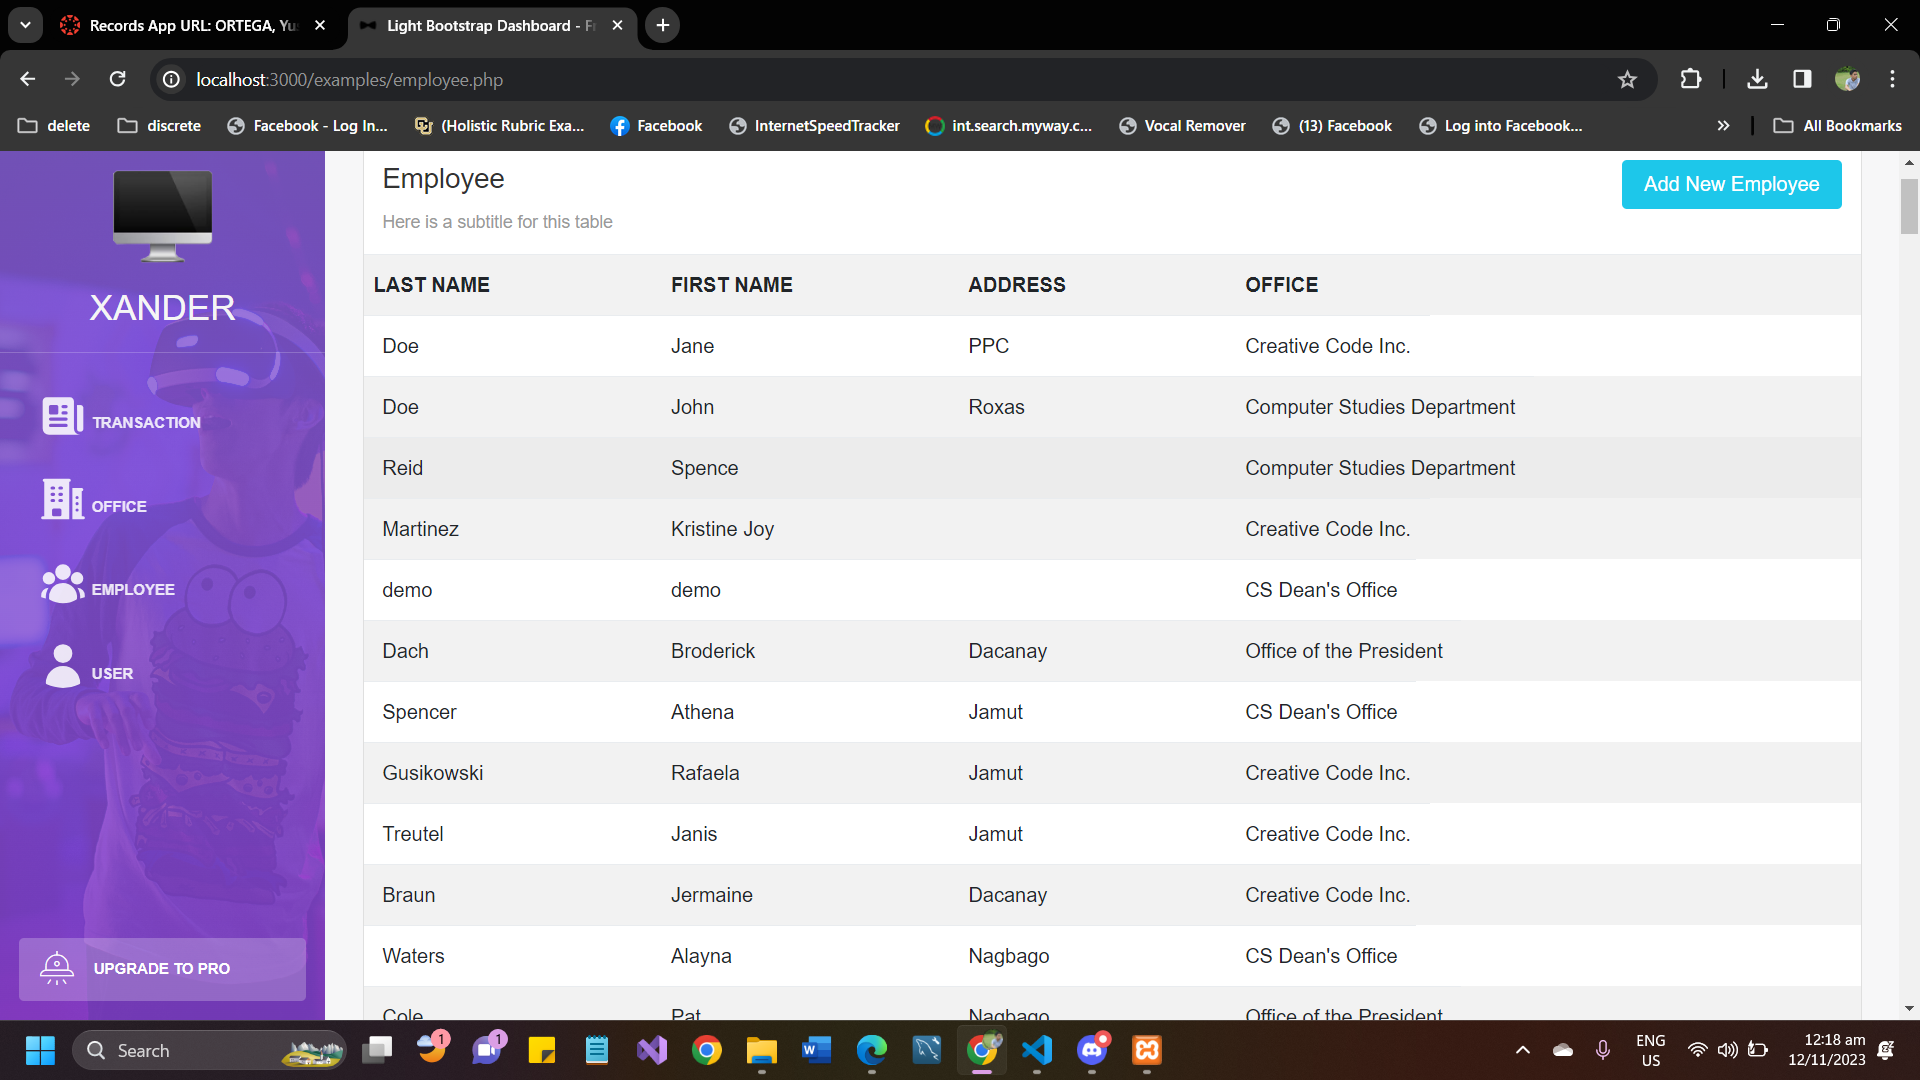 Records App URL: ORTEGA, Yus
Light Bootstrap Dashboard - Fr
localhost:3000/examples/employee.php
delete
discrete
Facebook - Log In...
(Holistic Rubric Exa...
Facebook
InternetSpeedTracker
int.search.myway.c...
Vocal Remover
(13) Facebook
Log into Facebook...
All Bookmarks
XANDER
TRANSACTION
OFFICE
EMPLOYEE
USER
UPGRADE TO PRO
Employee
Add New Employee
Here is a subtitle for this table
LAST NAME FIRST NAME ADDRESS OFFICE
Doe Jane PPC Creative Code Inc.
Doe John Roxas Computer Studies Department
Reid Spence Computer Studies Department
Martinez Kristine Joy Creative Code Inc.
demo demo CS Dean's Office
Dach Broderick Dacanay Office of the President
Spencer Athena Jamut CS Dean's Office
Gusikowski Rafaela Jamut Creative Code Inc.
Treutel Janis Jamut Creative Code Inc.
Braun Jermaine Dacanay Creative Code Inc.
Waters Alayna Nagbago CS Dean's Office
Cole Pat Nagbago Office of the President
Search
1
1
ENG
US
12:18 am
12/11/2023